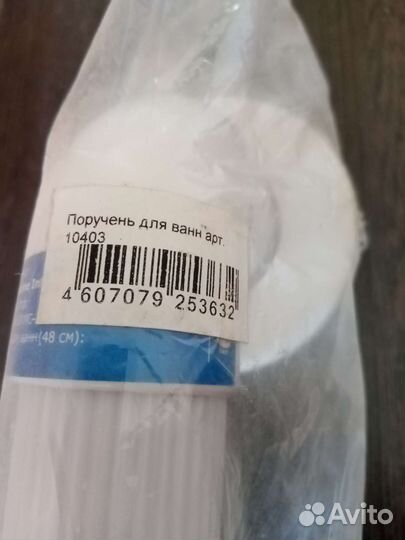 Поручень для ванн арт.
10403
4 607079 253632
ванн(48 см):
Avito